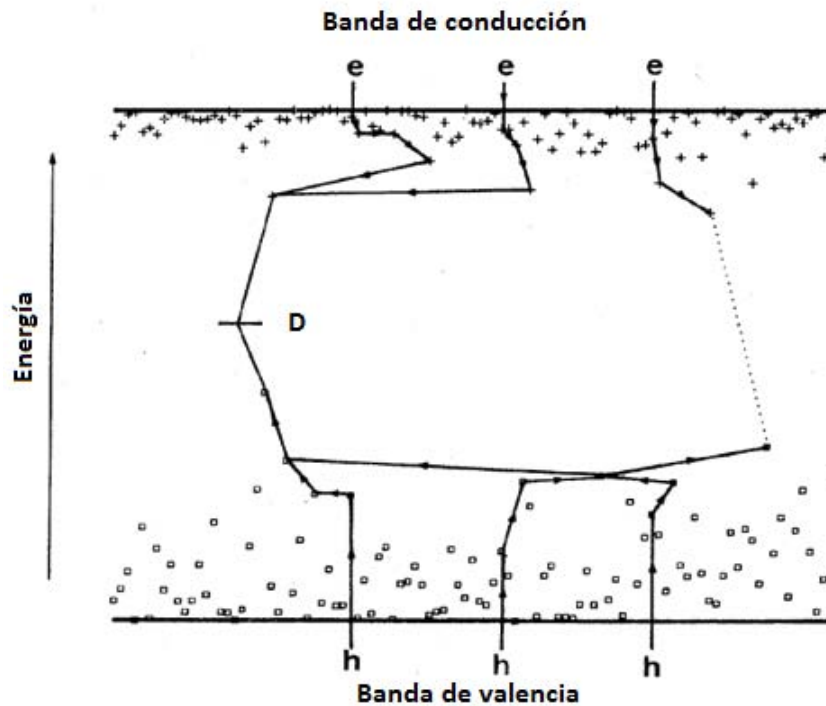 Banda de conducción
e e e
Energía
D
h h h
Banda de valencia